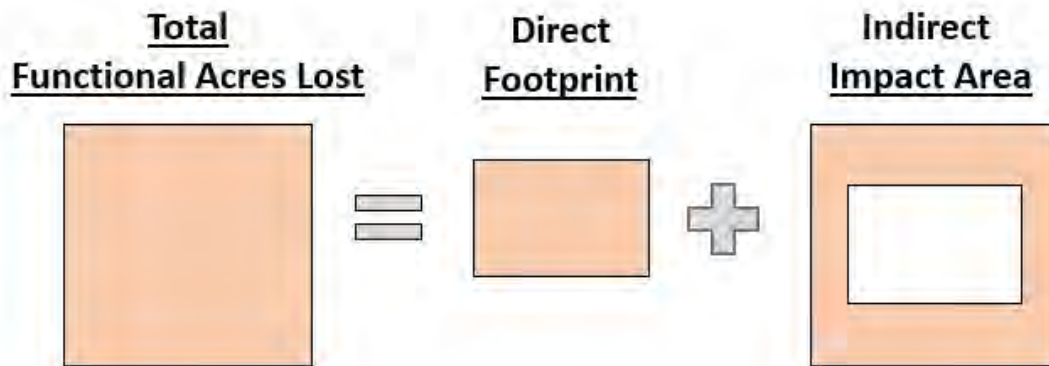 Total
Functional Acres Lost
Direct
Footprint
Indirect
Impact Area